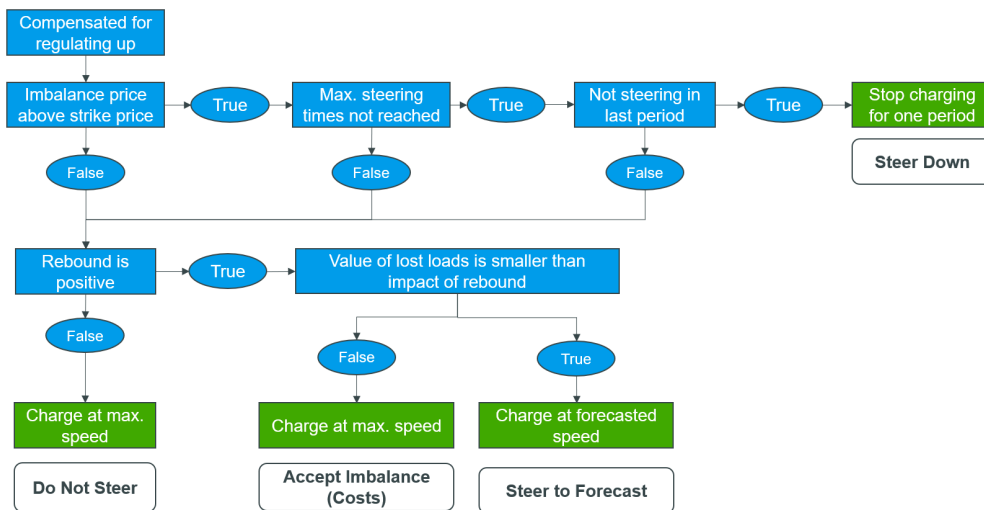 Compensated for
regulating up
Imbalance price
above strike price
True
Max. steering
times not reached
True
Not steering in
last period
True
Stop charging
for one period
False
False
False
Steer Down
Rebound is
positive
True
Value of lost loads is smaller than
impact of rebound
False
False
True
Charge at max.
speed
Charge at max. speed
Charge at forecasted
speed
Do Not Steer
Accept Imbalance
(Costs)
Steer to Forecast